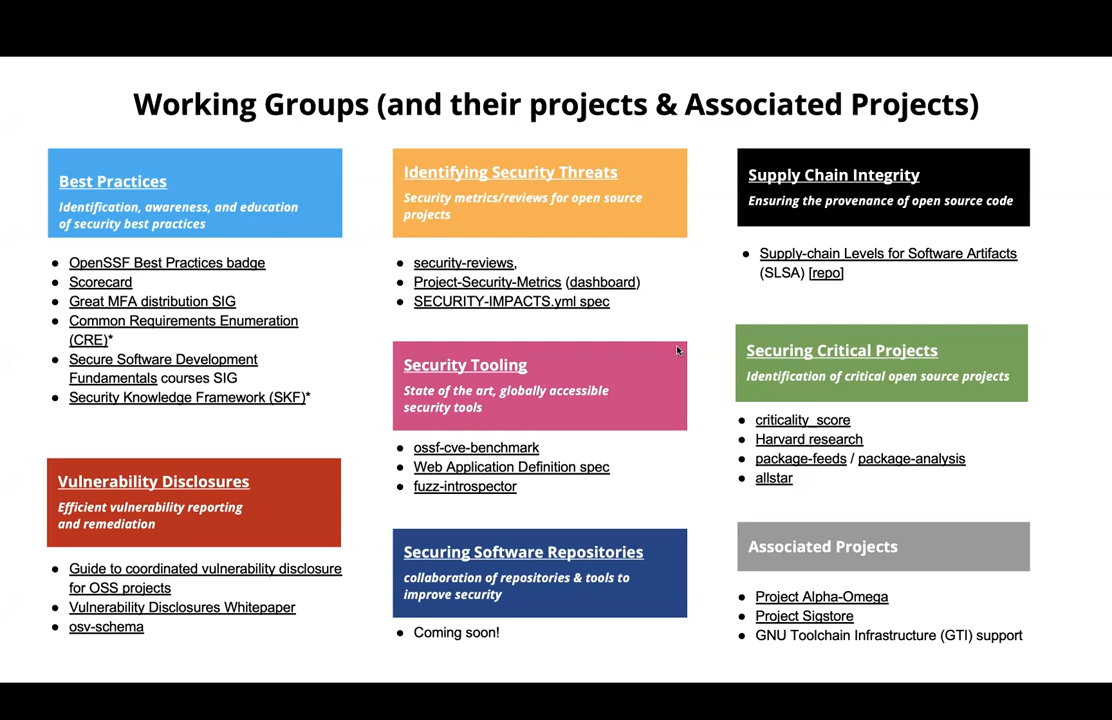 Working Groups (and their projects & Associated Projects)
Best Practices
Identification, awareness, and education
of security best practices
● OpenSSF Best Practices badge
● Scorecard
● Great MFA distribution SIG
● Common Requirements Enumeration
(CRE)*
● Secure Software Development
Fundamentals courses SIG
● Security Knowledge Framework (SKF)*
Vulnerability Disclosures
Efficient vulnerability reporting
and remediation
● Guide to coordinated vulnerability disclosure
for OSS projects
● Vulnerability Disclosures Whitepaper
● osv-schema
Identifying Security Threats
Security metrics/reviews for open source
projects
● security-reviews,
● Project-Security-Metrics (dashboard)
● SECURITY-IMPACTS.yml spec
Security Tooling
State of the art, globally accessible
security tools
● ossf-cve-benchmark
● Web Application Definition spec
● fuzz-introspector
Securing Software Repositories
collaboration of repositories & tools to
improve security
● Coming soon!
Supply Chain Integrity
Ensuring the provenance of open source code
● Supply-chain Levels for Software Artifacts
(SLSA) [repo]
Securing Critical Projects
Identification of critical open source projects
● criticality_score
● Harvard research
● package-feeds / package-analysis
● allstar
Associated Projects
● Project Alpha-Omega
● Project Sigstore
● GNU Toolchain Infrastructure (GTI) support